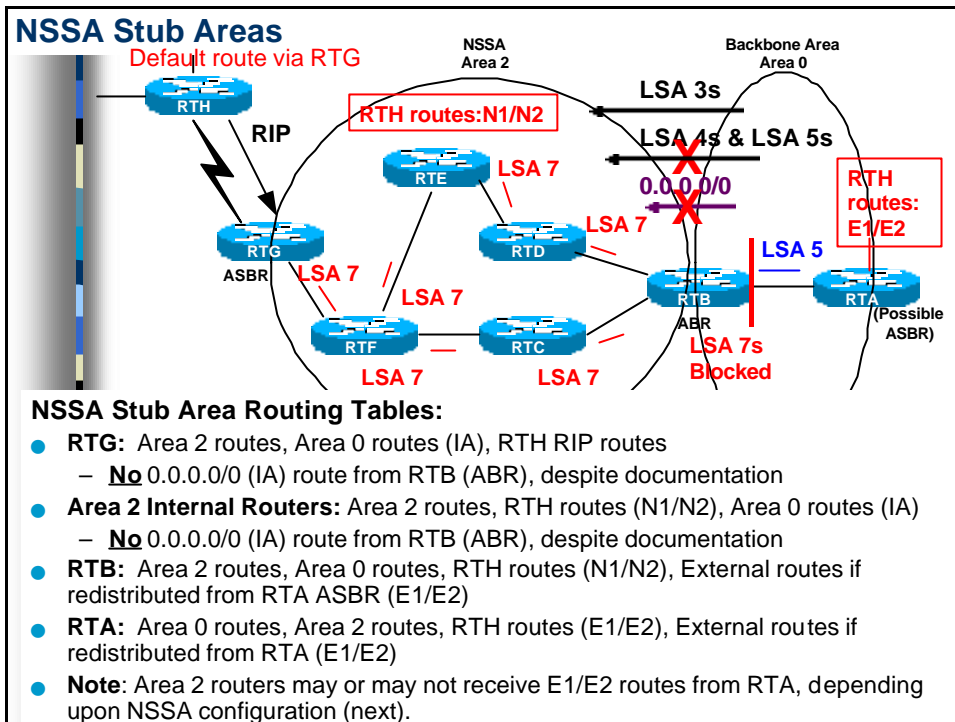 NSSA Stub Areas
Default route via RTG
NSSA
Area 2
Backbone Area
Area 0
RTH
RIP
RTH routes:N1/N2
LSA 3s
LSA 4s & LSA 5s
0.0.0.0/0
RTE
LSA 7
RTH
routes:
E1/E2
RTG
ASBR
RTD
LSA 7
LSA 5
LSA 7
LSA 7
RTB
ABR
RTA
(Possible
ASBR)
RTF
RTC
LSA 7s
Blocked
LSA 7
LSA 7
NSSA Stub Area Routing Tables:
● RTG: Area 2 routes, Area 0 routes (IA), RTH RIP routes
– No 0.0.0.0/0 (IA) route from RTB (ABR), despite documentation
● Area 2 Internal Routers: Area 2 routes, RTH routes (N1/N2), Area 0 routes (IA)
– No 0.0.0.0/0 (IA) route from RTB (ABR), despite documentation
● RTB: Area 2 routes, Area 0 routes, RTH routes (N1/N2), External routes if
redistributed from RTA ASBR (E1/E2)
● RTA: Area 0 routes, Area 2 routes, RTH routes (E1/E2), External routes if
redistributed from RTA (E1/E2)
● Note: Area 2 routers may or may not receive E1/E2 routes from RTA, depending
upon NSSA configuration (next).